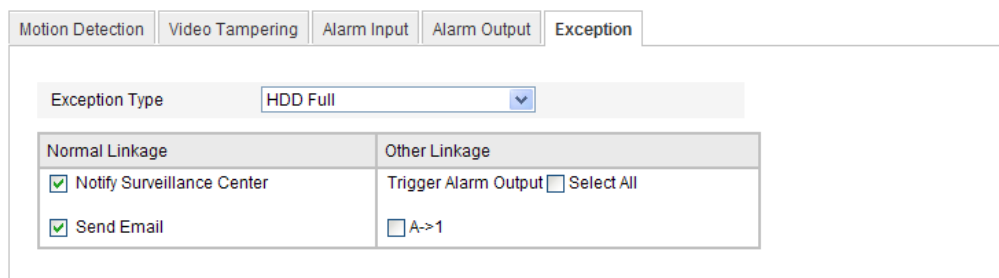 Motion Detection Video Tampering Alarm Input Alarm Output Exception
Exception Type HDD Full
Normal Linkage Other Linkage
Notify Surveillance Center Trigger Alarm Output Select All
Send Email A->1